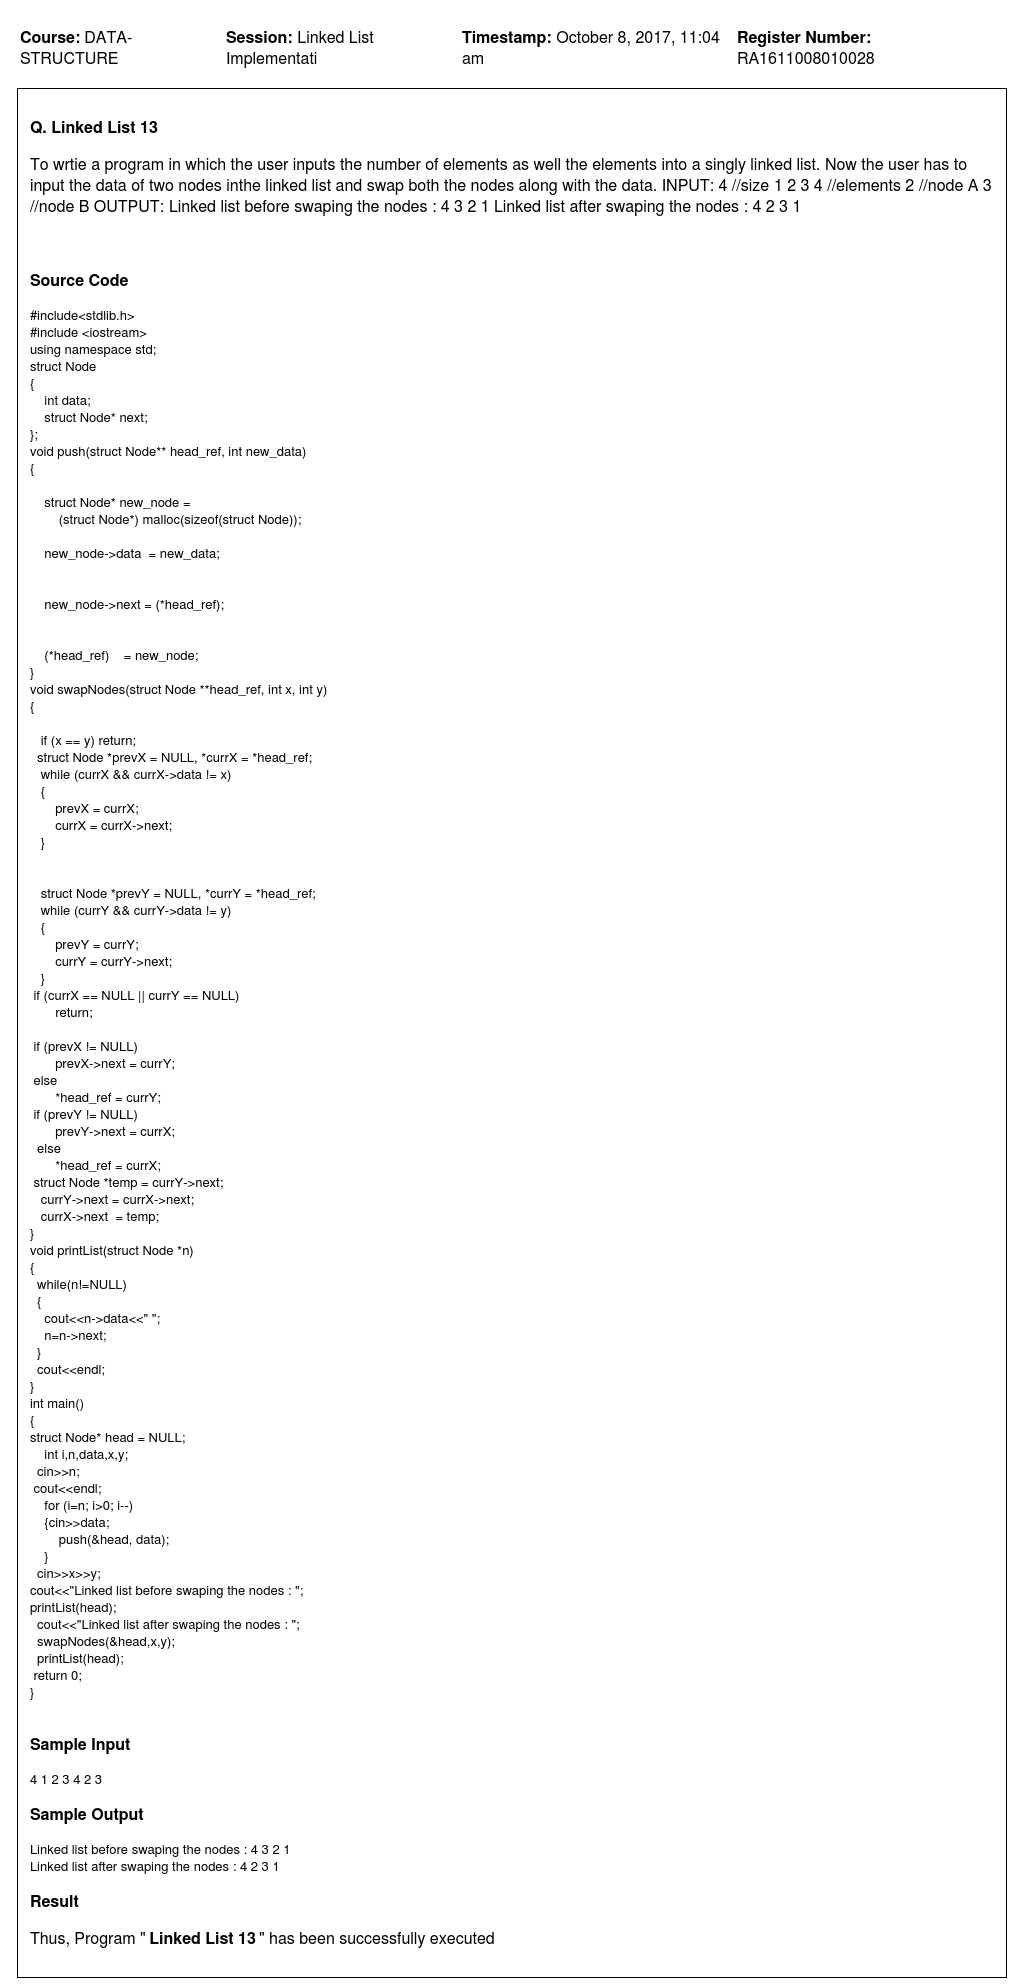 Course: DATA-STRUCTURE
Session: Linked List Implementati
Timestamp: October 8, 2017, 11:04 am
Register Number: RA1611008010028
Q. Linked List 13
To wrtie a program in which the user inputs the number of elements as well the elements into a singly linked list. Now the user has to
input the data of two nodes inthe linked list and swap both the nodes along with the data. INPUT: 4 //size 1 2 3 4 //elements 2 //node A 3
//node B OUTPUT: Linked list before swaping the nodes : 4 3 2 1 Linked list after swaping the nodes : 4 2 3 1
Source Code
#include<stdlib.h>
#include <iostream>
using namespace std;
struct Node
{
    int data;
    struct Node* next;
};
void push(struct Node** head_ref, int new_data)
{
    struct Node* new_node =
        (struct Node*) malloc(sizeof(struct Node));
    new_node->data  = new_data;
    new_node->next = (*head_ref);
    (*head_ref)    = new_node;
}
void swapNodes(struct Node **head_ref, int x, int y)
{
   if (x == y) return;
  struct Node *prevX = NULL, *currX = *head_ref;
   while (currX && currX->data != x)
   {
       prevX = currX;
       currX = currX->next;
   }
   struct Node *prevY = NULL, *currY = *head_ref;
   while (currY && currY->data != y)
   {
       prevY = currY;
       currY = currY->next;
   }
 if (currX == NULL || currY == NULL)
       return;
 if (prevX != NULL)
       prevX->next = currY;
 else
       *head_ref = currY;
 if (prevY != NULL)
       prevY->next = currX;
  else
       *head_ref = currX;
 struct Node *temp = currY->next;
   currY->next = currX->next;
   currX->next  = temp;
}
void printList(struct Node *n)
{
  while(n!=NULL)
  {
    cout<<n->data<<" ";
    n=n->next;
  }
  cout<<endl;
}
int main()
{
struct Node* head = NULL;
    int i,n,data,x,y;
  cin>>n;
 cout<<endl;
    for (i=n; i>0; i--)
    {cin>>data;
        push(&head, data);
    }
  cin>>x>>y;
cout<<"Linked list before swaping the nodes : ";
printList(head);
  cout<<"Linked list after swaping the nodes : ";
  swapNodes(&head,x,y);
  printList(head);
 return 0;
}
Sample Input
4 1 2 3 4 2 3
Sample Output
Linked list before swaping the nodes : 4 3 2 1
Linked list after swaping the nodes : 4 2 3 1
Result
Thus, Program " Linked List 13 " has been successfully executed